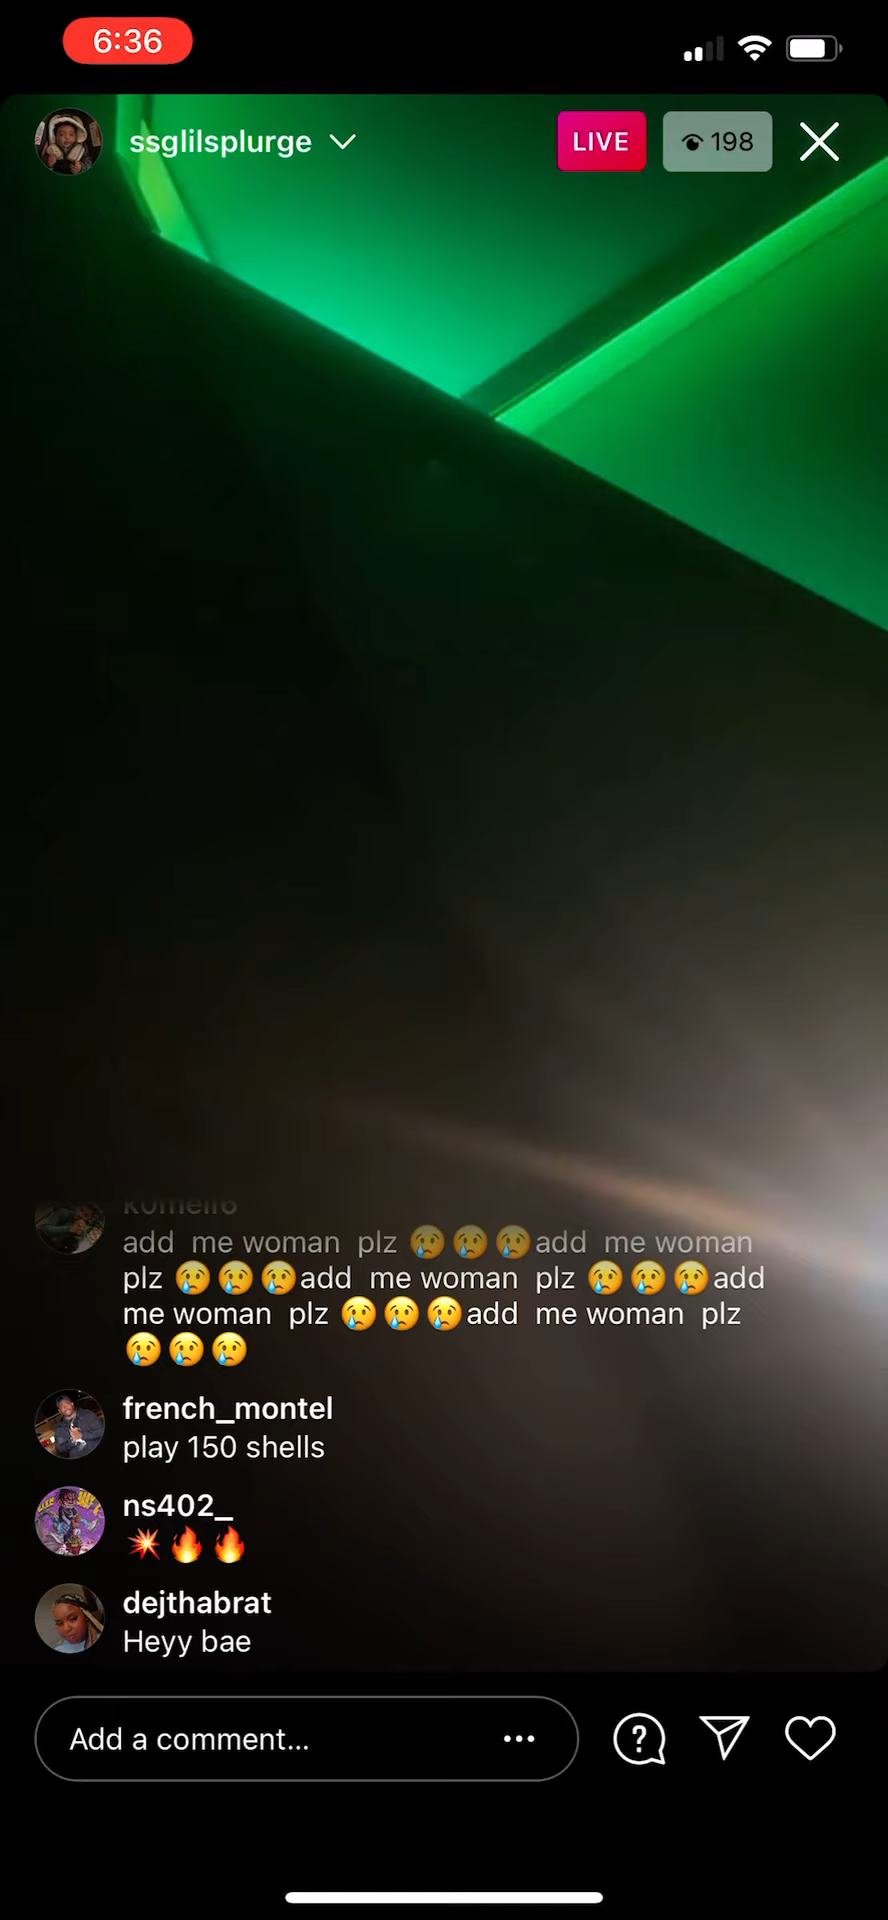 6:36
ssglilsplurge
LIVE
198
add me woman plz 😢😢😢add me woman
plz 😢😢😢add me woman plz 😢😢😢add
me woman plz 😢😢😢add me woman plz
😢😢😢
french_montel
play 150 shells
ns402_
💥🔥🔥
dejthabrat
Heyy bae
Add a comment...